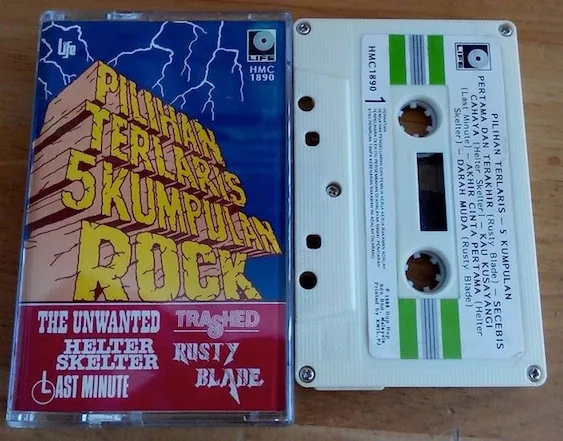 Life
LIFE
HMC
1890
PILIHAN
TERLARIS
5 KUMPULAN
ROCK
THE UNWANTED
TRASHED
HELTER
SKELTER
RUSTY
BLADE
LAST MINUTE
LIFE
HMC1890
1
PILIHAN TERLARIS – 5 KUMPULAN
PERTAMA DAN TERAKHIR (Rusty Blade) – SECEBIS
CAHAYA (Helter Skelter) – KAU KUSAYANGI
(Last Minute) – AKHIR CINTA PERTAMA (Helter
Skelter) – DARAH MUDA (Rusty Blade)